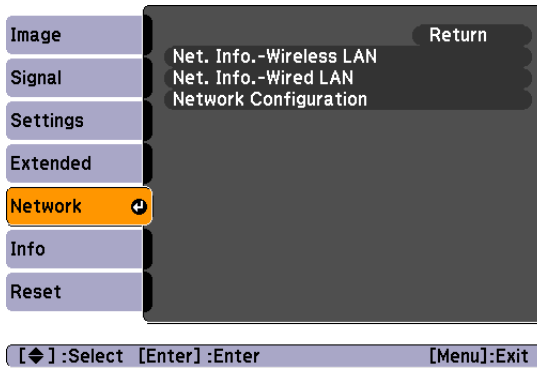 Image
Signal
Settings
Extended
Network
Info
Reset
Return
Net. Info.-Wireless LAN
Net. Info.-Wired LAN
Network Configuration
[◆] :Select [Enter] :Enter [Menu]:Exit